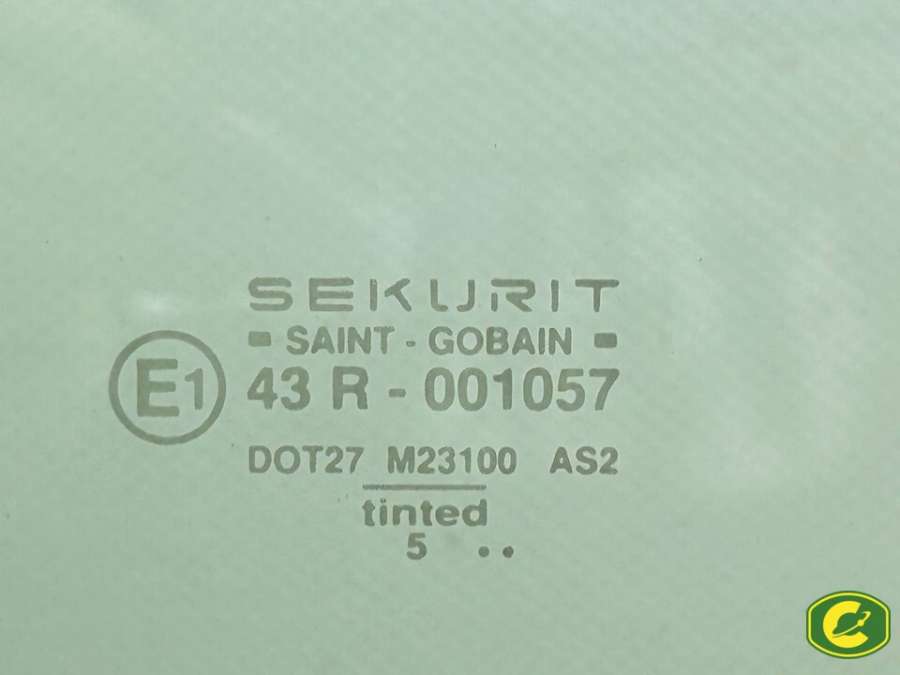 SEKURIT
SAINT - GOBAIN
E1
43 R - 001057
DOT27 M23100 AS2
tinted
5 ..
C